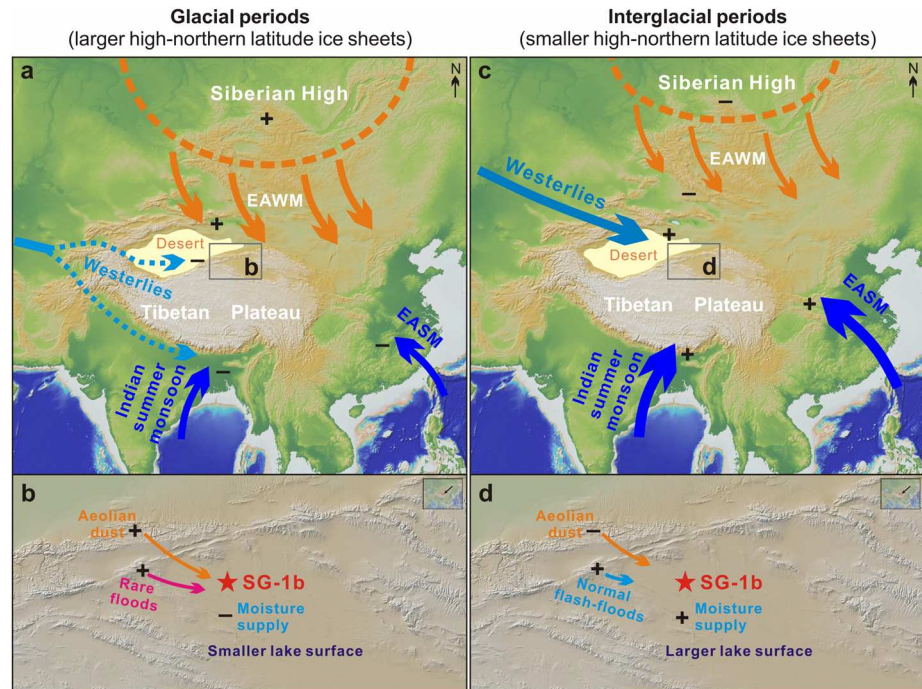 Glacial periods
(larger high-northern latitude ice sheets)
Interglacial periods
(smaller high-northern latitude ice sheets)
a
N
Siberian High
+
EAWM
+
Desert
−
b
Westerlies
Tibetan Plateau
EASM
−
−
Indian
summer
monsoon
c
N
Siberian High
−
EAWM
−
Westerlies
+
Desert
d
Tibetan Plateau
+
EASM
+
Indian
summer
monsoon
b
Aeolian
dust
+
+
Rare
floods
SG-1b
− Moisture
supply
Smaller lake surface
d
Aeolian
dust
−
+
Normal
flash-floods
SG-1b
+ Moisture
supply
Larger lake surface